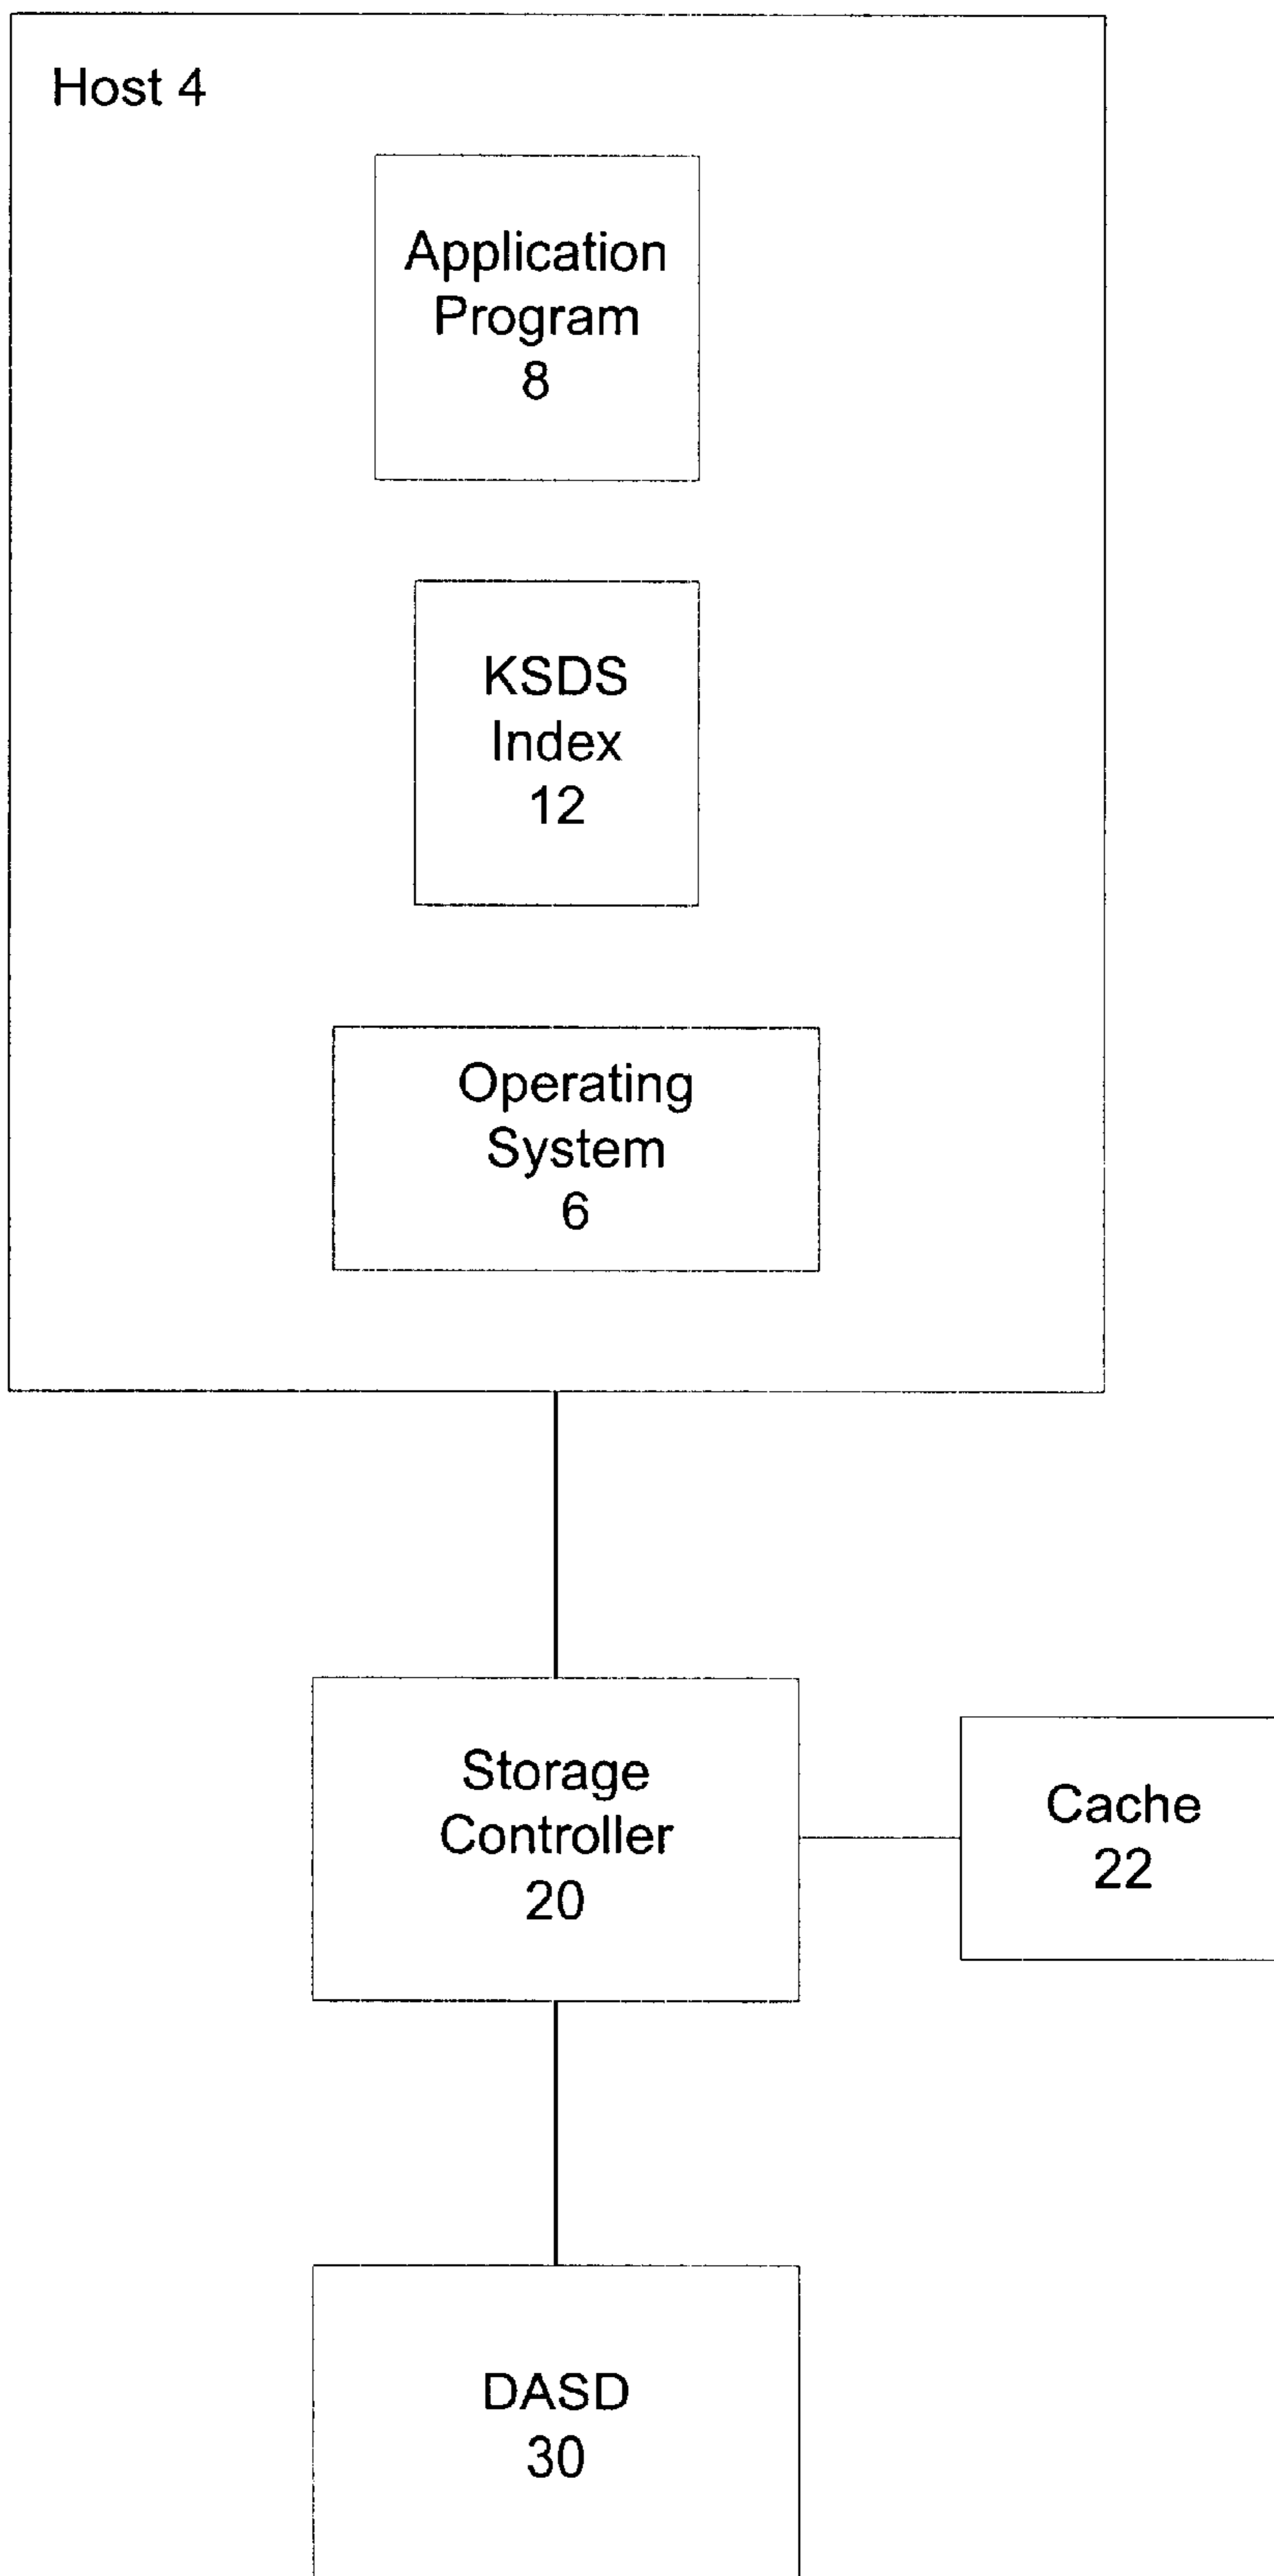 Host 4
Application
Program
8
KSDS
Index
12
Operating
System
6
Storage
Controller
20
Cache
22
DASD
30